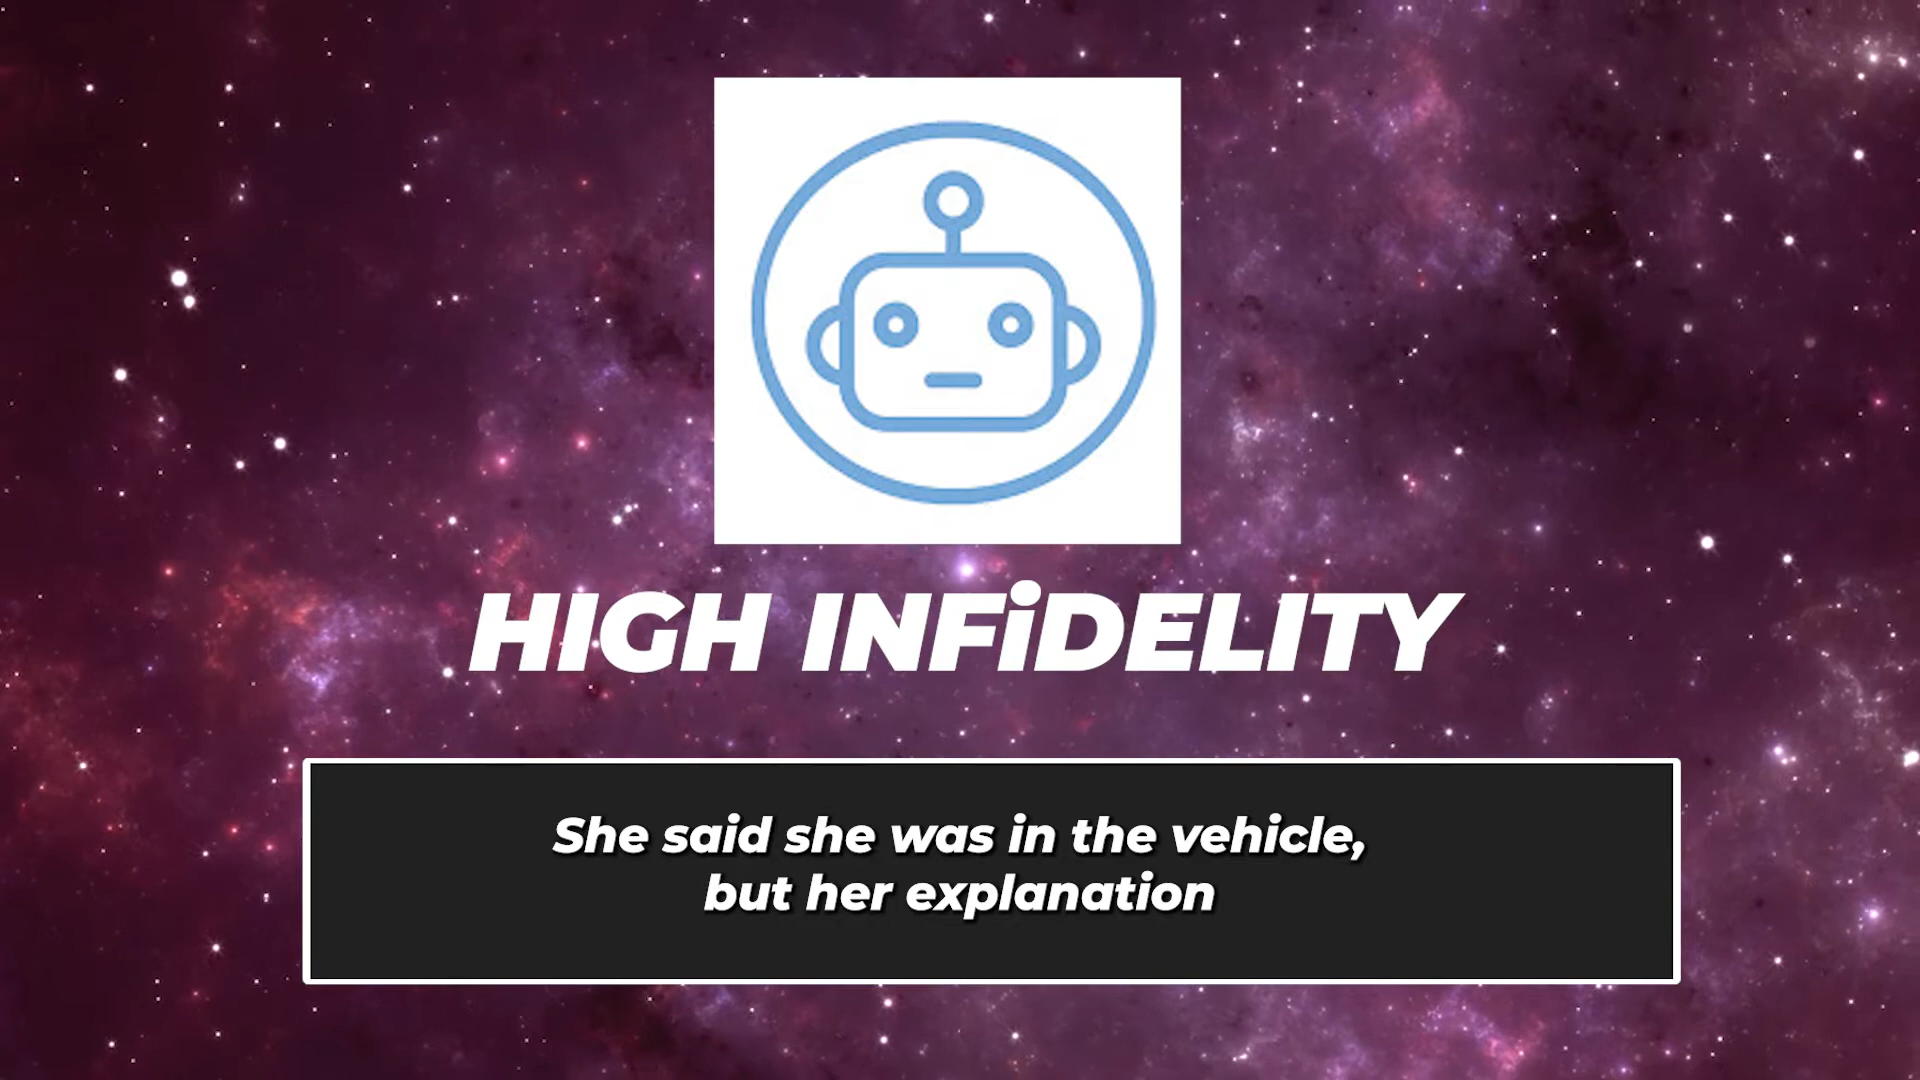 HIGH INFiDELITY
She said she was in the vehicle,
but her explanation